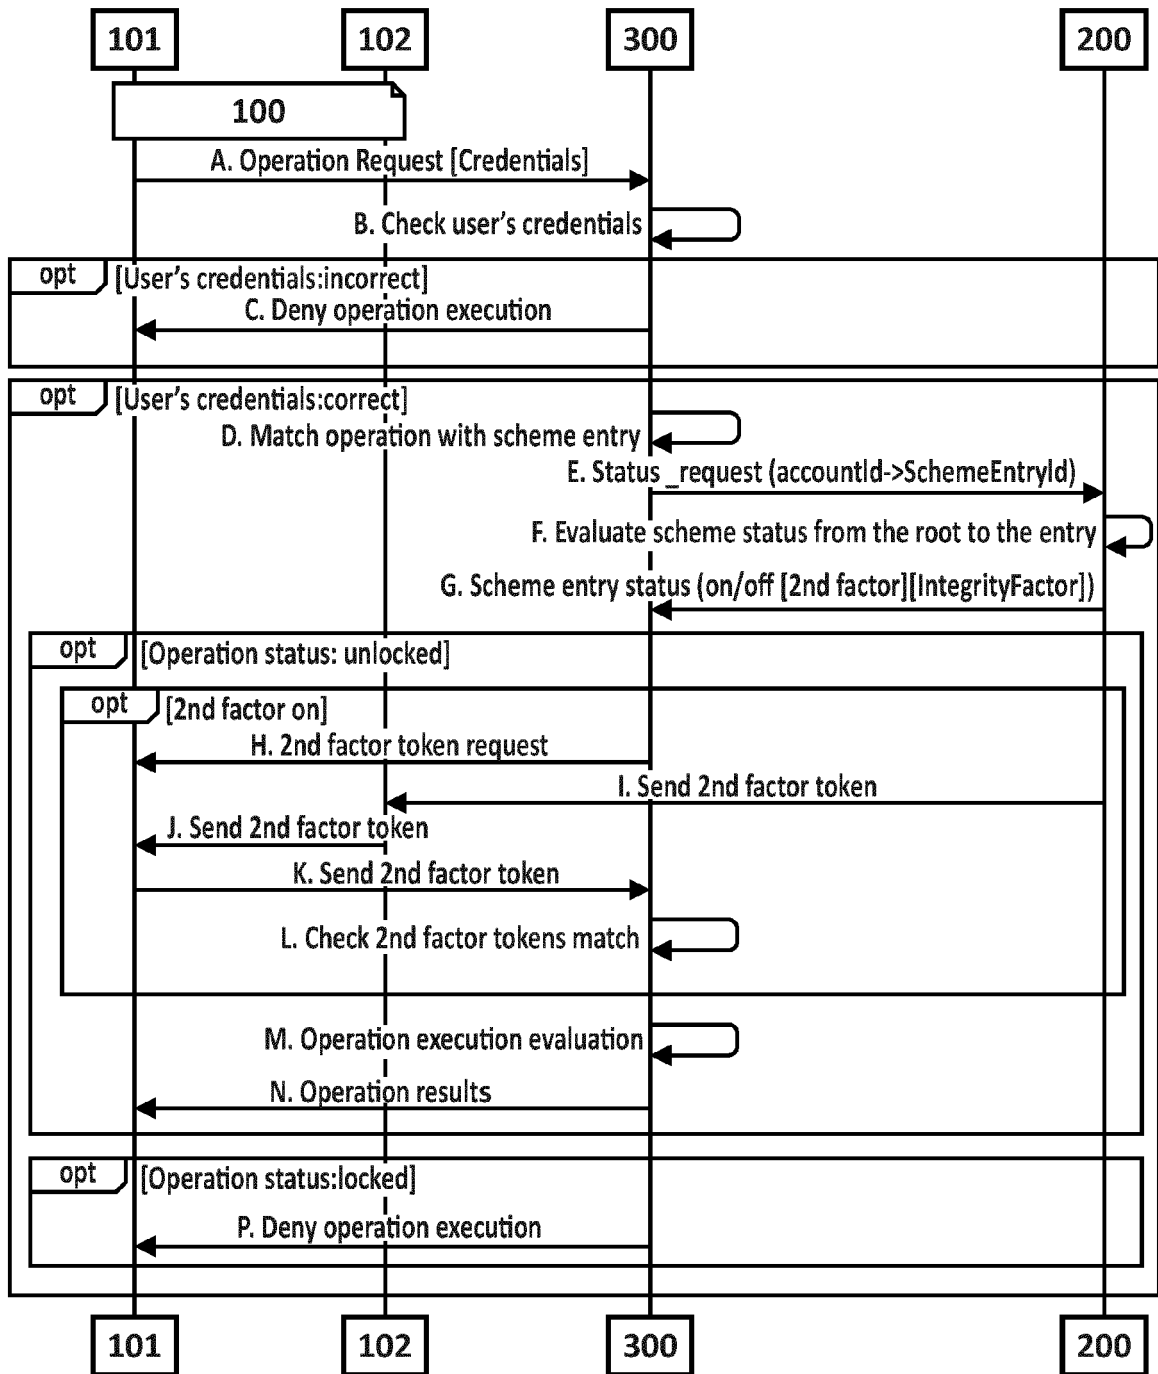 101 102 300 200
100
A. Operation Request [Credentials]
B. Check user's credentials
opt [User's credentials:incorrect]
C. Deny operation execution
opt [User's credentials:correct]
D. Match operation with scheme entry
E. Status_request (accountId->SchemeEntryId)
F. Evaluate scheme status from the root to the entry
G. Scheme entry status (on/off [2nd factor][IntegrityFactor])
opt [Operation status: unlocked]
opt [2nd factor on]
H. 2nd factor token request
I. Send 2nd factor token
J. Send 2nd factor token
K. Send 2nd factor token
L. Check 2nd factor tokens match
M. Operation execution evaluation
N. Operation results
opt [Operation status:locked]
P. Deny operation execution
101 102 300 200